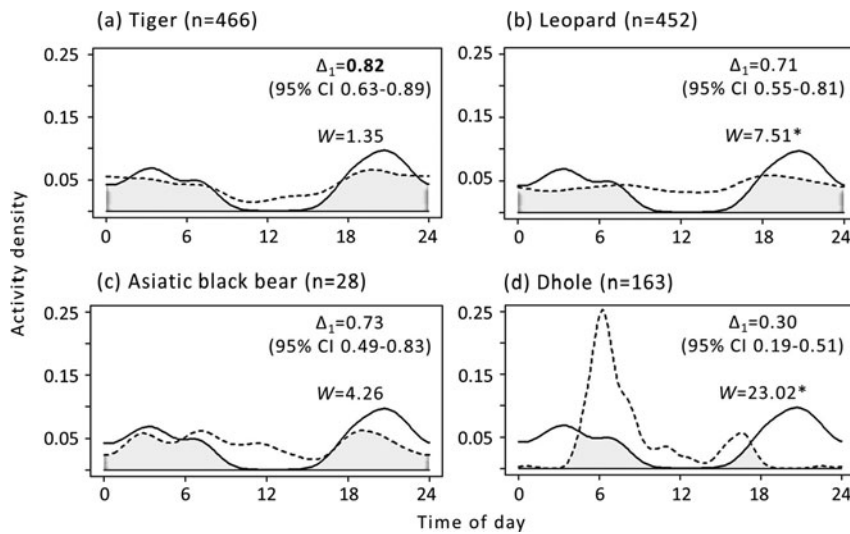 (a) Tiger (n=466)
Δ₁=0.82
(95% CI 0.63-0.89)
W=1.35
0.25
0.15
0.05
0 6 12 18 24
(b) Leopard (n=452)
Δ₁=0.71
(95% CI 0.55-0.81)
W=7.51*
0.25
0.15
0.05
0 6 12 18 24
(c) Asiatic black bear (n=28)
Δ₁=0.73
(95% CI 0.49-0.83)
W=4.26
0.25
0.15
0.05
0 6 12 18 24
(d) Dhole (n=163)
Δ₁=0.30
(95% CI 0.19-0.51)
W=23.02*
0.25
0.15
0.05
0 6 12 18 24
Activity density
Time of day